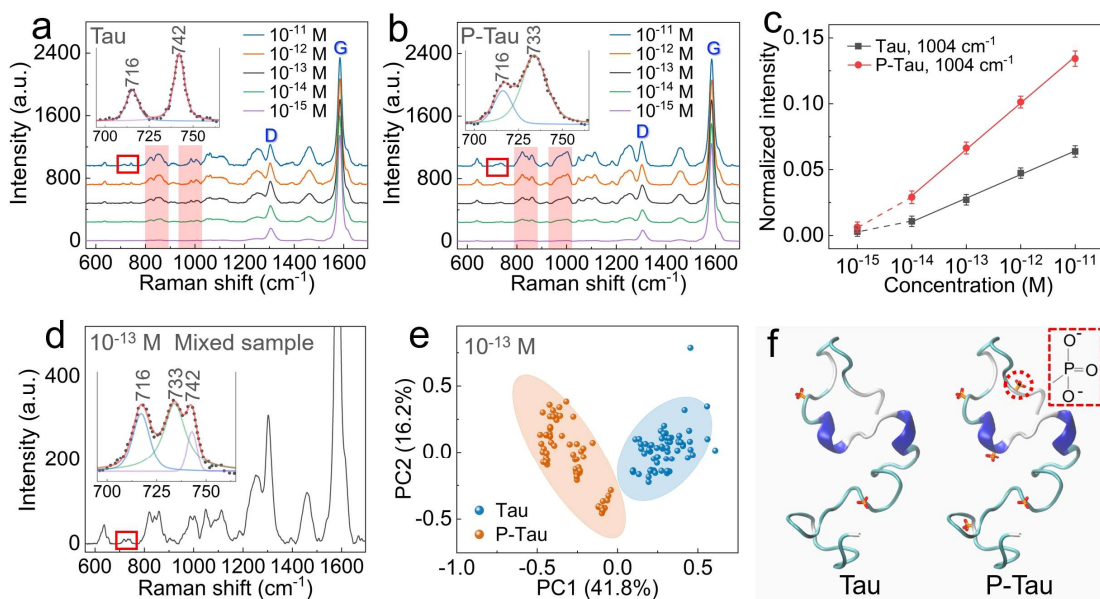 a
Tau
716
742
10⁻¹¹ M
10⁻¹² M
10⁻¹³ M
10⁻¹⁴ M
10⁻¹⁵ M
G
D
700 725 750
2400
1600
800
0
Intensity (a.u.)
600 800 1000 1200 1400 1600
Raman shift (cm⁻¹)
b
P-Tau
716
733
10⁻¹¹ M
10⁻¹² M
10⁻¹³ M
10⁻¹⁴ M
10⁻¹⁵ M
G
D
700 725 750
2400
1600
800
0
Intensity (a.u.)
600 800 1000 1200 1400 1600
Raman shift (cm⁻¹)
c
Tau, 1004 cm⁻¹
P-Tau, 1004 cm⁻¹
0.15
0.10
0.05
0.00
Normalized intensity
10⁻¹⁵ 10⁻¹⁴ 10⁻¹³ 10⁻¹² 10⁻¹¹
Concentration (M)
d
10⁻¹³ M Mixed sample
716
733
742
700 725 750
400
200
0
Intensity (a.u.)
600 800 1000 1200 1400 1600
Raman shift (cm⁻¹)
e
10⁻¹³ M
0.5
0.0
-0.5
PC2 (16.2%)
Tau
P-Tau
-1.0 -0.5 0.0 0.5
PC1 (41.8%)
f
O⁻
P=O
O⁻
Tau
P-Tau